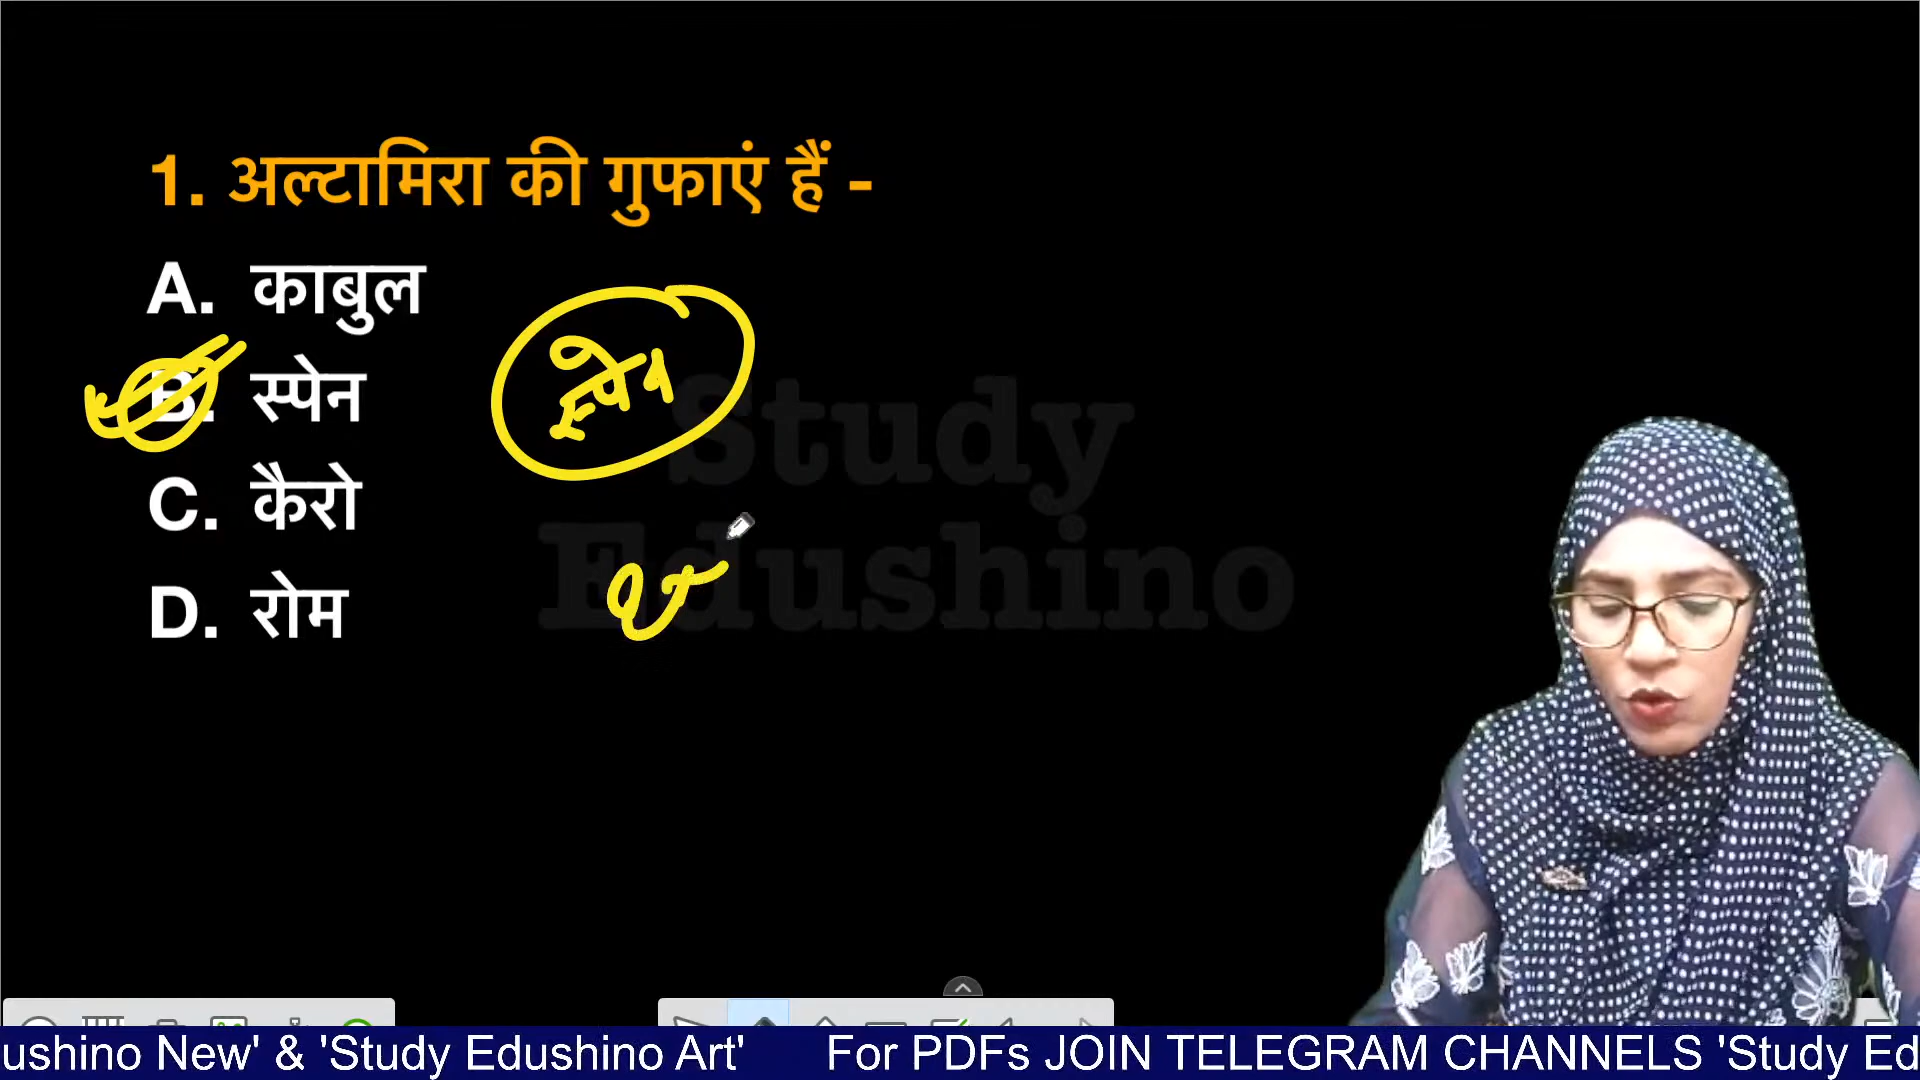 1. अल्टामिरा की गुफाएं हैं -
A. काबुल
B. स्पेन
स्पेन
C. कैरो
D. रोम
Study
Edushino
ushino New' & 'Study Edushino Art' For PDFs JOIN TELEGRAM CHANNELS 'Study Ed